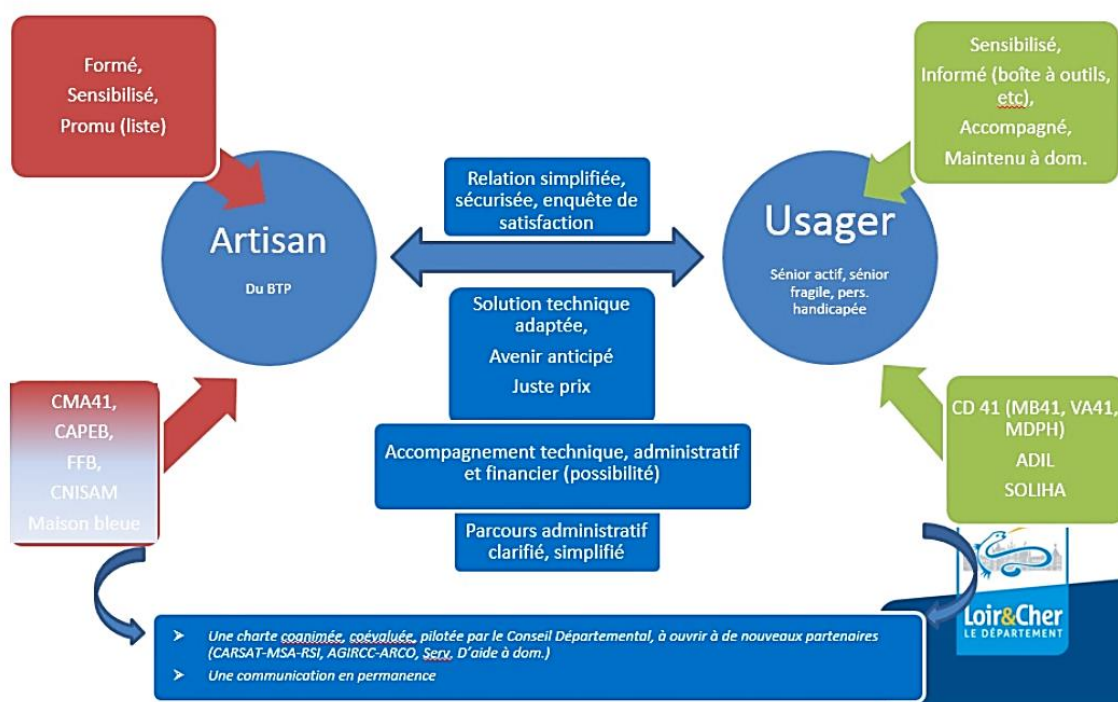 Formé,
Sensibilisé,
Promu (liste)
Sensibilisé,
Informé (boîte à outils,
etc),
Accompagné,
Maintenu à dom.
Artisan
Du BTP
Relation simplifiée,
sécurisée, enquête de
satisfaction
Usager
Sénior actif, sénior
fragile, pers.
handicapée
Solution technique
adaptée,
Avenir anticipé
Juste prix
CMA41,
CAPEB,
FFB,
CNISAM
Maison bleue
Accompagnement technique, administratif
et financier (possibilité)
CD 41 (MB41, VA41,
MDPH)
ADIL
SOLIHA
Parcours administratif
clarifié, simplifié
Loir&Cher
LE DÉPARTEMENT
➤ Une charte coanimée, coévaluée, pilotée par le Conseil Départemental, à ouvrir à de nouveaux partenaires
(CARSAT-MSA-RSI, AGIRCC-ARCO, Serv. D'aide à dom.)
➤ Une communication en permanence